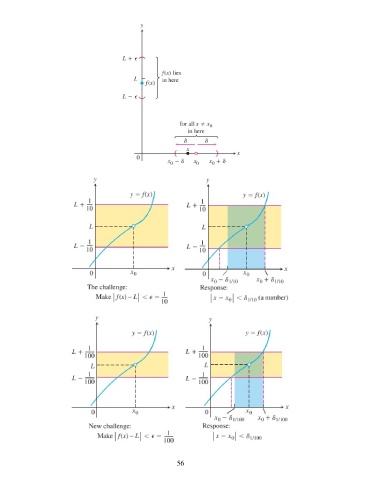 y
L + ϵ
f(x) lies
in here
L
f(x)
L − ϵ
for all x ≠ x₀
in here
δ δ
x
0
x
x₀ − δ x₀ x₀ + δ
y y
y = f(x) y = f(x)
L + 1/10 L + 1/10
L L
L − 1/10 L − 1/10
0 x₀ x 0 x₀ x
x₀ − δ₁/₁₀ x₀ + δ₁/₁₀
The challenge: Response:
Make |f(x) – L| < ϵ = 1/10 |x − x₀| < δ₁/₁₀ (a number)
y y
y = f(x) y = f(x)
L + 1/100 L + 1/100
L L
L − 1/100 L − 1/100
0 x₀ x 0 x₀ x
x₀ − δ₁/₁₀₀ x₀ + δ₁/₁₀₀
New challenge: Response:
Make |f(x) – L| < ϵ = 1/100 |x − x₀| < δ₁/₁₀₀
56